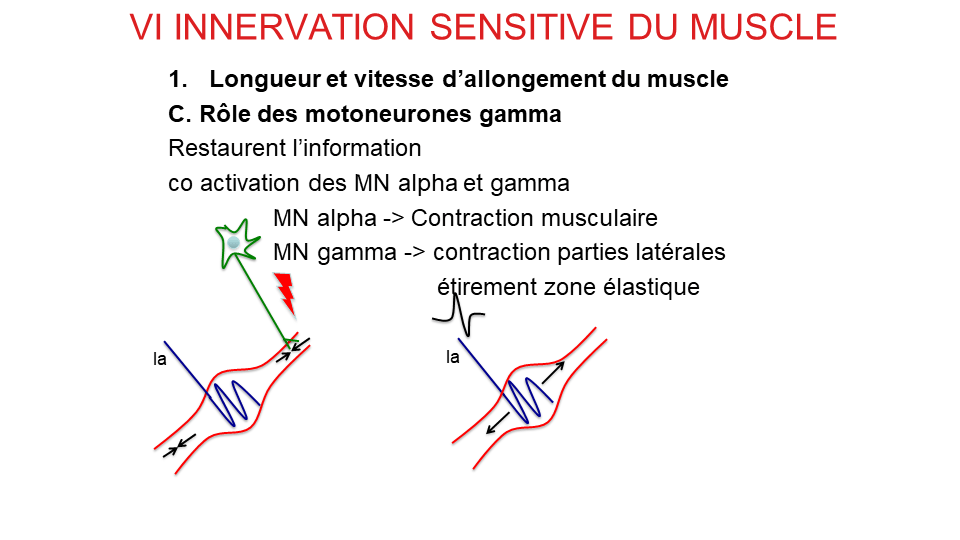 VI INNERVATION SENSITIVE DU MUSCLE
1. Longueur et vitesse d’allongement du muscle
C. Rôle des motoneurones gamma
Restaurent l’information
co activation des MN alpha et gamma
MN alpha -> Contraction musculaire
MN gamma -> contraction parties latérales
étirement zone élastique
Ia
Ia